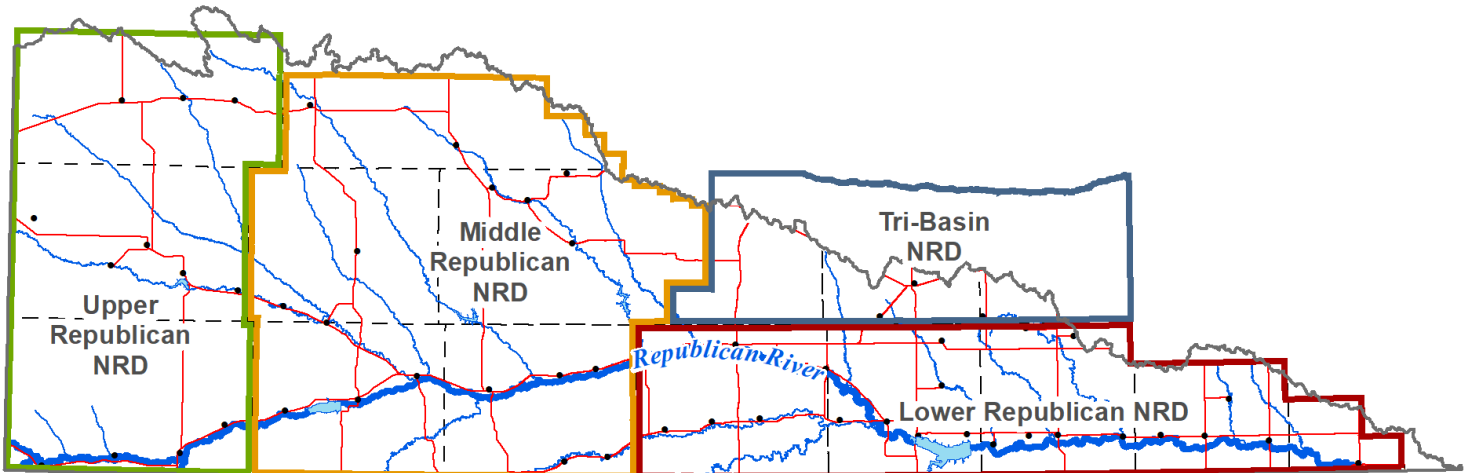 Tri-Basin
NRD
Middle
Republican
NRD
Upper
Republican
NRD
Republican River
Lower Republican NRD